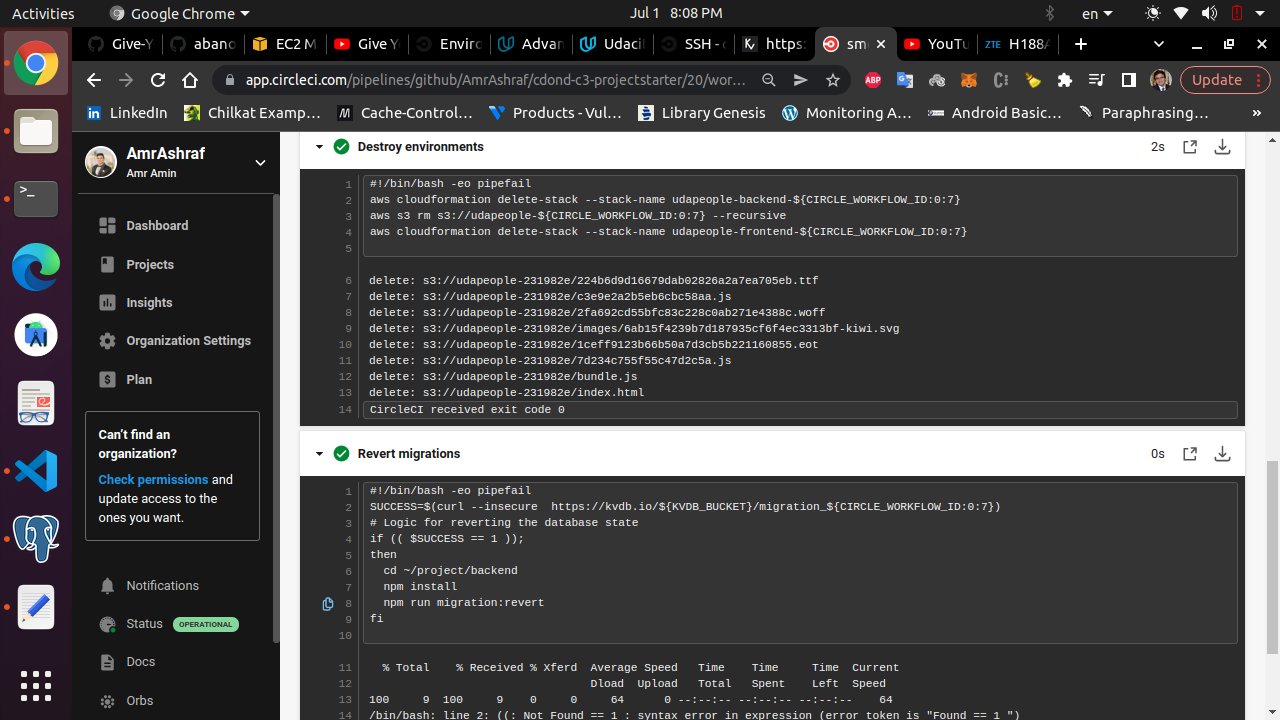 Activities
Google Chrome
Jul 1 8:08 PM
en
Give-Y
abano
EC2 M
Give Y
Enviro
Advan
Udacit
SSH - c
https:
sm
YouTu
H188A
app.circleci.com/pipelines/github/AmrAshraf/cdond-c3-projectstarter/20/wor…
ABP
Update
LinkedIn
Chilkat Examp…
Cache-Control…
Products - Vul…
Library Genesis
Monitoring A…
Android Basic…
Paraphrasing…
»
AmrAshraf
Amr Amin
Dashboard
Projects
Insights
Organization Settings
Plan
Can't find an
organization?
Check permissions and
update access to the
ones you want.
Notifications
Status OPERATIONAL
Docs
Orbs
Destroy environments 2s
1 #!/bin/bash -eo pipefail
2 aws cloudformation delete-stack --stack-name udapeople-backend-${CIRCLE_WORKFLOW_ID:0:7}
3 aws s3 rm s3://udapeople-${CIRCLE_WORKFLOW_ID:0:7} --recursive
4 aws cloudformation delete-stack --stack-name udapeople-frontend-${CIRCLE_WORKFLOW_ID:0:7}
5
6 delete: s3://udapeople-231982e/224b6d9d16679dab02826a2a7ea705eb.ttf
7 delete: s3://udapeople-231982e/c3e9e2a2b5eb6cbc58aa.js
8 delete: s3://udapeople-231982e/2fa692cd55bfc83c228c0ab271e4388c.woff
9 delete: s3://udapeople-231982e/images/6ab15f4239b7d187935cf6f4ec3313bf-kiwi.svg
10 delete: s3://udapeople-231982e/1ceff9123b66b50a7d3cb5b221160855.eot
11 delete: s3://udapeople-231982e/7d234c755f55c47d2c5a.js
12 delete: s3://udapeople-231982e/bundle.js
13 delete: s3://udapeople-231982e/index.html
14 CircleCI received exit code 0
Revert migrations 0s
1 #!/bin/bash -eo pipefail
2 SUCCESS=$(curl --insecure  https://kvdb.io/${KVDB_BUCKET}/migration_${CIRCLE_WORKFLOW_ID:0:7})
3 # Logic for reverting the database state
4 if (( $SUCCESS == 1 ));
5 then
6   cd ~/project/backend
7   npm install
8   npm run migration:revert
9 fi
10
11   % Total    % Received % Xferd  Average Speed   Time    Time     Time  Current
12                                  Dload  Upload   Total   Spent    Left  Speed
13 100     9  100     9    0     0     64      0 --:--:-- --:--:-- --:--:--    64
14 /bin/bash: line 2: ((: Not Found == 1 : syntax error in expression (error token is "Found == 1 ")